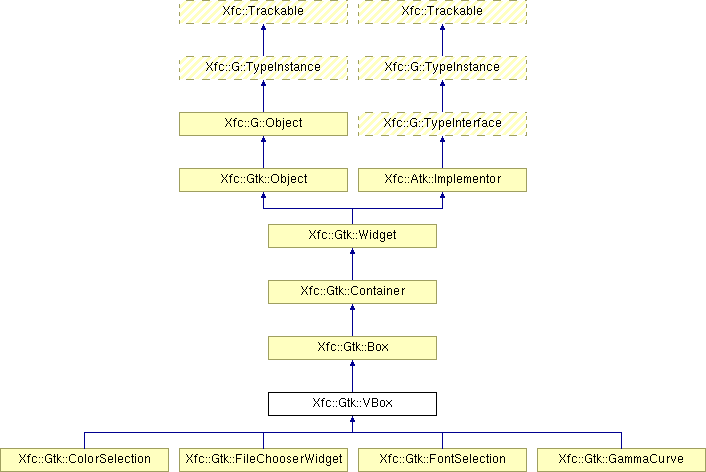 Xfc::Trackable Xfc::Trackable
Xfc::G::TypeInstance Xfc::G::TypeInstance
Xfc::G::Object Xfc::G::TypeInterface
Xfc::Gtk::Object Xfc::Atk::Implementor
Xfc::Gtk::Widget
Xfc::Gtk::Container
Xfc::Gtk::Box
Xfc::Gtk::VBox
Xfc::Gtk::ColorSelection Xfc::Gtk::FileChooserWidget Xfc::Gtk::FontSelection Xfc::Gtk::GammaCurve